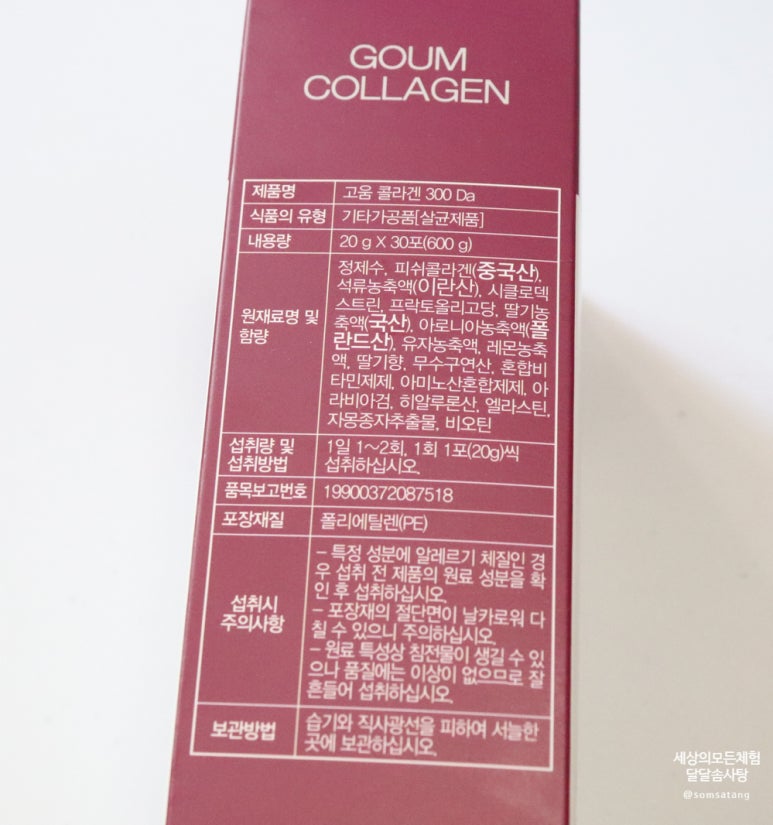 GOUM
COLLAGEN
제품명 고움 콜라겐 300 Da
식품의 유형 기타가공품[살균제품]
내용량 20 g X 30포(600 g)
원재료명 및
함량
정제수, 피쉬콜라겐(중국산),
석류농축액(이란산), 시클로덱
스트린, 프락토올리고당, 딸기농
축액(국산), 아로니아농축액(폴
란드산), 유자농축액, 레몬농축
액, 딸기향, 무수구연산, 혼합비
타민제제, 아미노산혼합제제, 아
라비아검, 히알루론산, 엘라스틴,
자몽종자추출물, 비오틴
섭취량 및
섭취방법
1일 1~2회, 1회 1포(20g)씩
섭취하십시오.
품목보고번호 19900372087518
포장재질 폴리에틸렌(PE)
섭취시
주의사항
- 특정 성분에 알레르기 체질인 경
우 섭취 전 제품의 원료 성분을 확
인 후 섭취하십시오.
- 포장재의 절단면이 날카로워 다
칠 수 있으니 주의하십시오.
- 원료 특성상 침전물이 생길 수 있
으나 품질에는 이상이 없으므로 잘
흔들어 섭취하십시오.
보관방법
습기와 직사광선을 피하여 서늘한
곳에 보관하십시오.
세상의모든체험
달달솜사탕
@somsatang